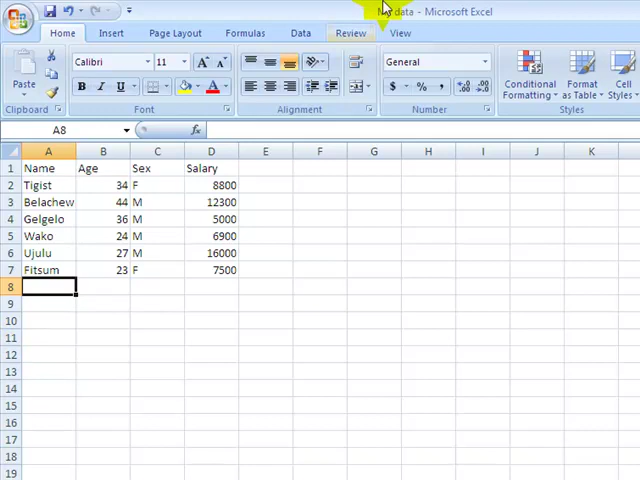 My data - Microsoft Excel
Home Insert Page Layout Formulas Data Review View
Paste Calibri 11 A A General $ % , Conditional Formatting Format as Table Cell Styles
B I U A
Clipboard Font Alignment Number Styles
A8 fx
A B C D E F G H I J K
1 Name Age Sex Salary
2 Tigist 34 F 8800
3 Belachew 44 M 12300
4 Gelgelo 36 M 5000
5 Wako 24 M 6900
6 Ujulu 27 M 16000
7 Fitsum 23 F 7500
8
9
10
11
12
13
14
15
16
17
18
19